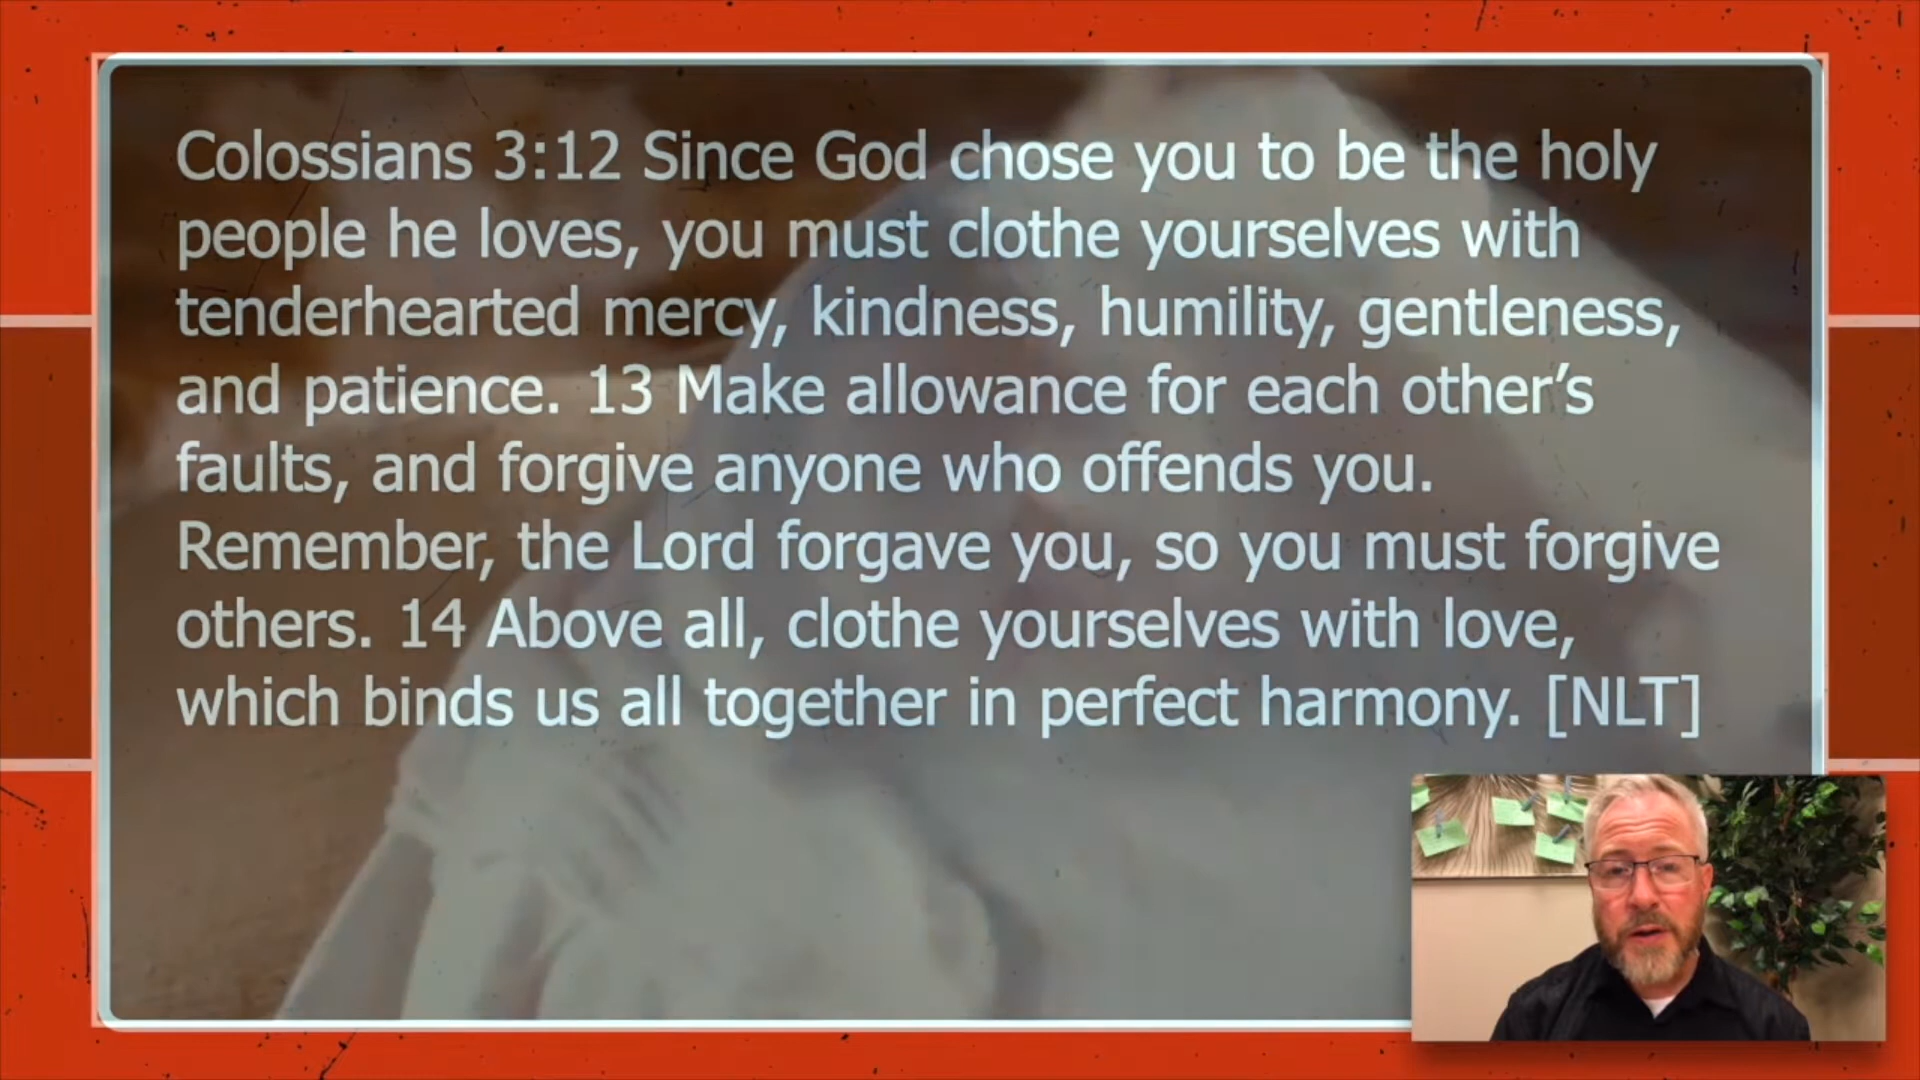 Colossians 3:12 Since God chose you to be the holy
people he loves, you must clothe yourselves with
tenderhearted mercy, kindness, humility, gentleness,
and patience. 13 Make allowance for each other’s
faults, and forgive anyone who offends you.
Remember, the Lord forgave you, so you must forgive
others. 14 Above all, clothe yourselves with love,
which binds us all together in perfect harmony. [NLT]